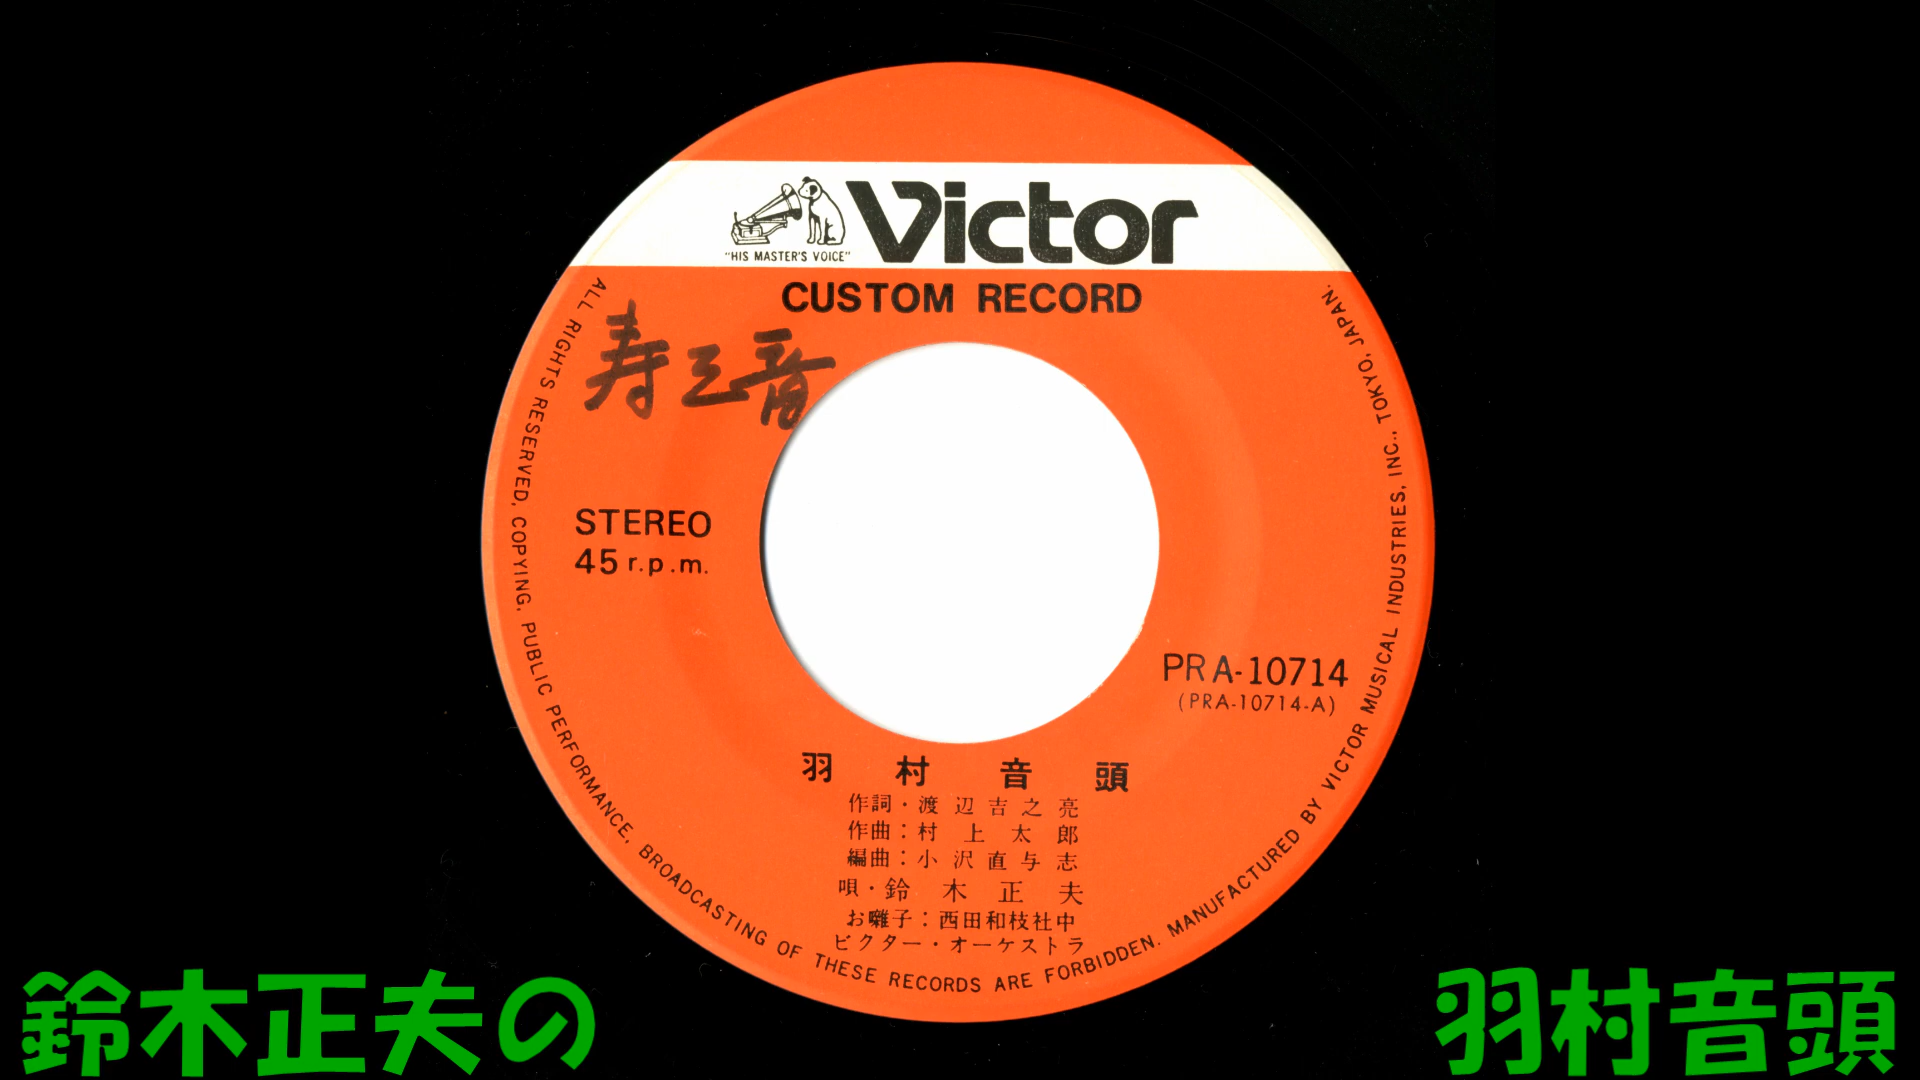 "HIS MASTER'S VOICE"
Victor
CUSTOM RECORD
寿三音
STEREO
45 r.p.m.
PRA-10714
(PRA-10714-A)
羽村音頭
作詞・渡辺吉之亮
作曲:村上太郎
編曲:小沢直与志
唄・鈴木正夫
お囃子:西田和枝社中
ビクター・オーケストラ
ALL RIGHTS RESERVED, COPYING, PUBLIC PERFORMANCE, BROADCASTING OF THESE RECORDS ARE FORBIDDEN. MANUFACTURED BY VICTOR MUSICAL INDUSTRIES, INC., TOKYO, JAPAN.
鈴木正夫の
羽村音頭